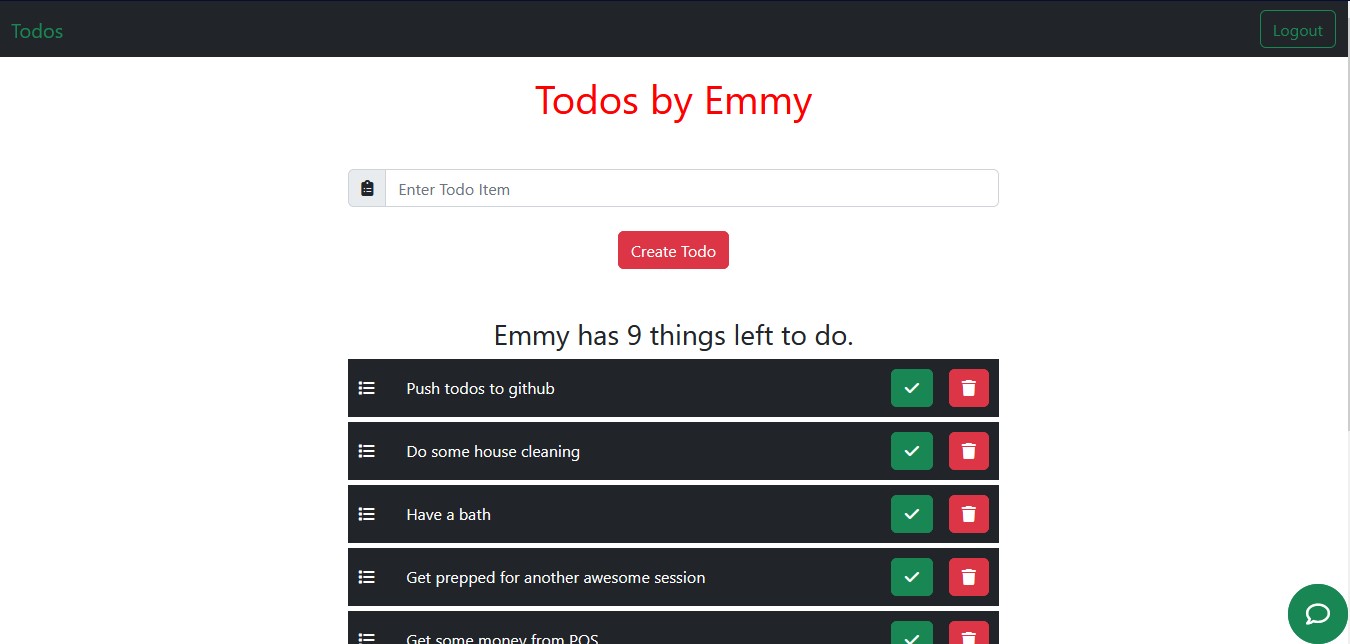 Todos
Logout
Todos by Emmy
Enter Todo Item
Create Todo
Emmy has 9 things left to do.
Push todos to github
Do some house cleaning
Have a bath
Get prepped for another awesome session
Get some money from POS